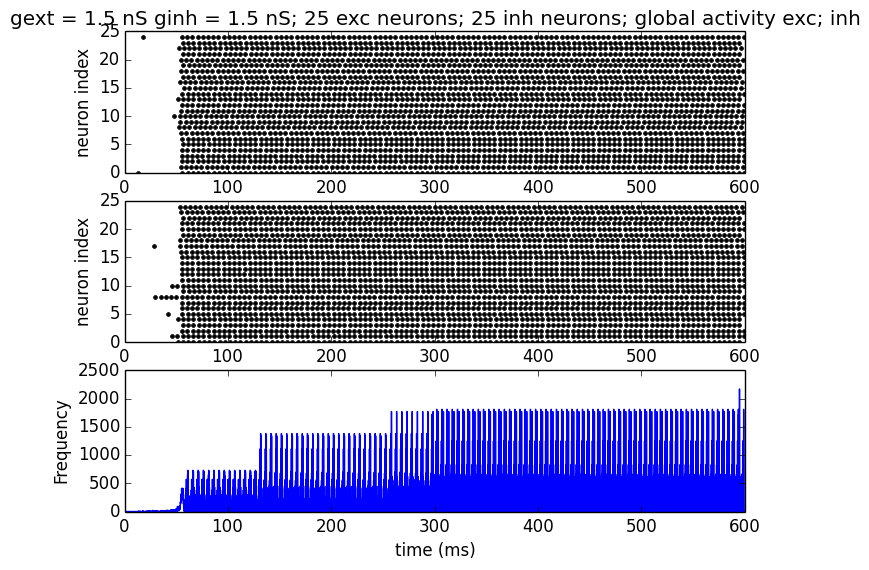 gext = 1.5 nS ginh = 1.5 nS; 25 exc neurons; 25 inh neurons; global activity exc; inh
25
20
15
10
5
0
neuron index
0 100 200 300 400 500 600
25
20
15
10
5
0
neuron index
0 100 200 300 400 500 600
2500
2000
1500
1000
500
0
Frequency
0 100 200 300 400 500 600
time (ms)